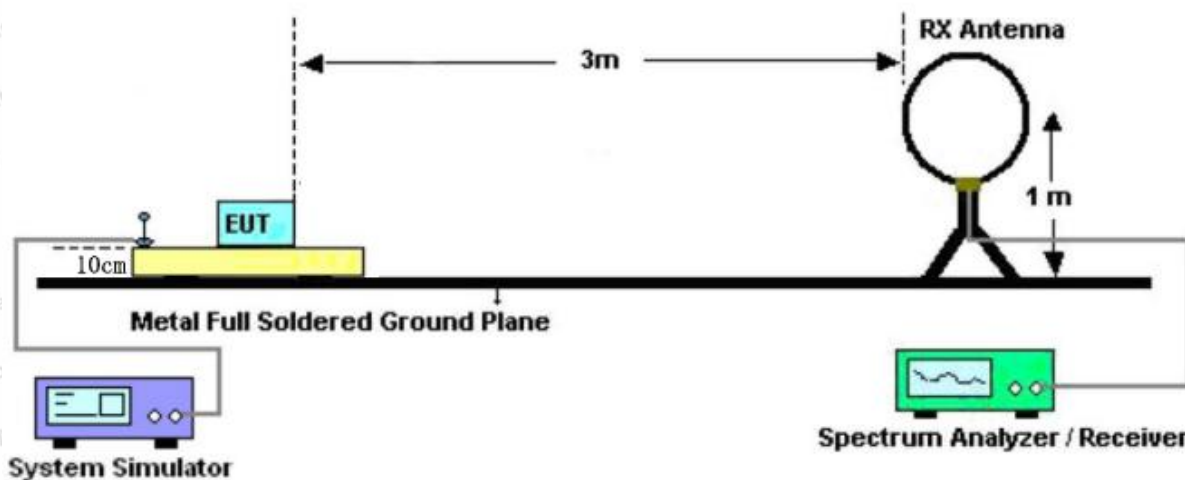 RX Antenna
3m
EUT
1 m
10cm
Metal Full Soldered Ground Plane
System Simulator
Spectrum Analyzer / Receiver